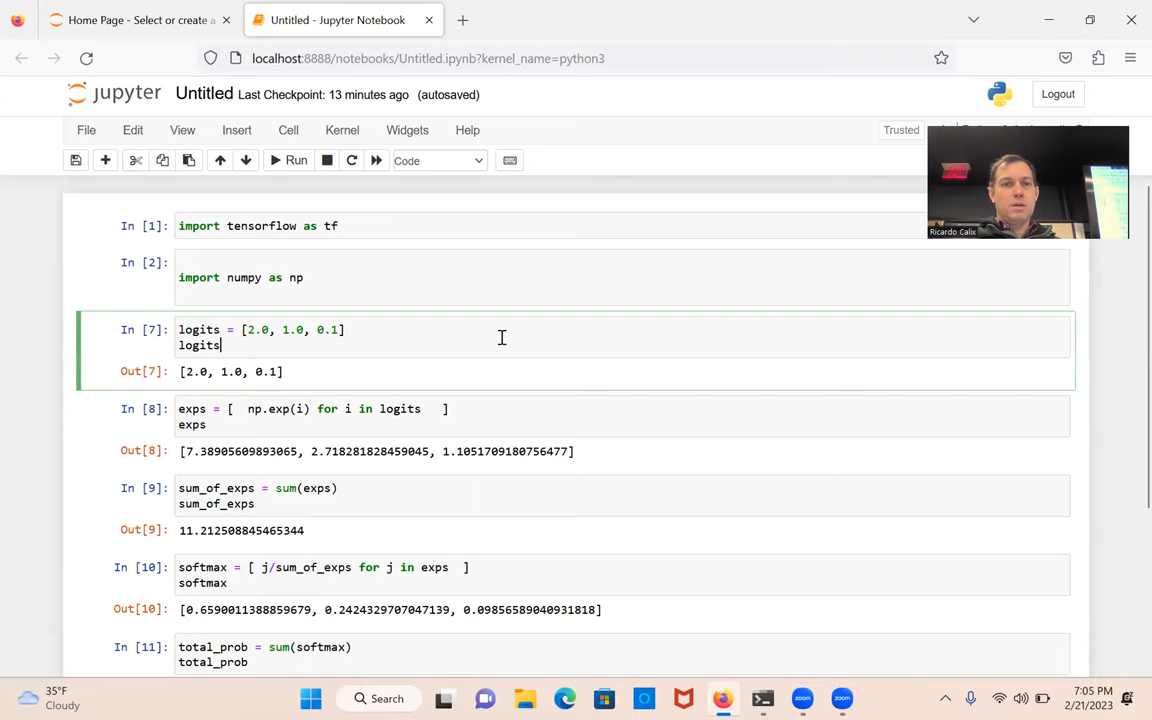 Home Page - Select or create a
Untitled - Jupyter Notebook
localhost:8888/notebooks/Untitled.ipynb?kernel_name=python3
jupyter Untitled Last Checkpoint: 13 minutes ago (autosaved)
Logout
File Edit View Insert Cell Kernel Widgets Help
Trusted
Run
Code
Ricardo Calix
In [1]: import tensorflow as tf
In [2]:
import numpy as np
In [7]: logits = [2.0, 1.0, 0.1]
logits
Out[7]: [2.0, 1.0, 0.1]
In [8]: exps = [ np.exp(i) for i in logits ]
exps
Out[8]: [7.38905609893065, 2.718281828459045, 1.1051709180756477]
In [9]: sum_of_exps = sum(exps)
sum_of_exps
Out[9]: 11.212508845465344
In [10]: softmax = [ j/sum_of_exps for j in exps ]
softmax
Out[10]: [0.6590011388859679, 0.2424329707047139, 0.09856589040931818]
In [11]: total_prob = sum(softmax)
total_prob
35°F
Cloudy
Search
zoom
zoom
7:05 PM
2/21/2023